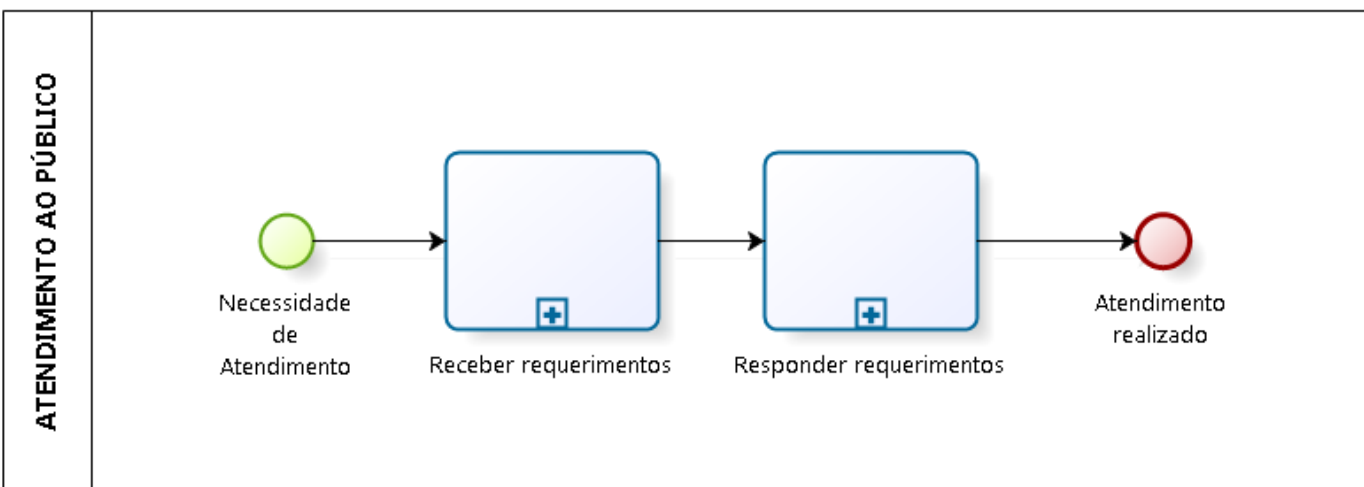 ATENDIMENTO AO PÚBLICO
Necessidade
de
Atendimento
Receber requerimentos
Responder requerimentos
Atendimento
realizado